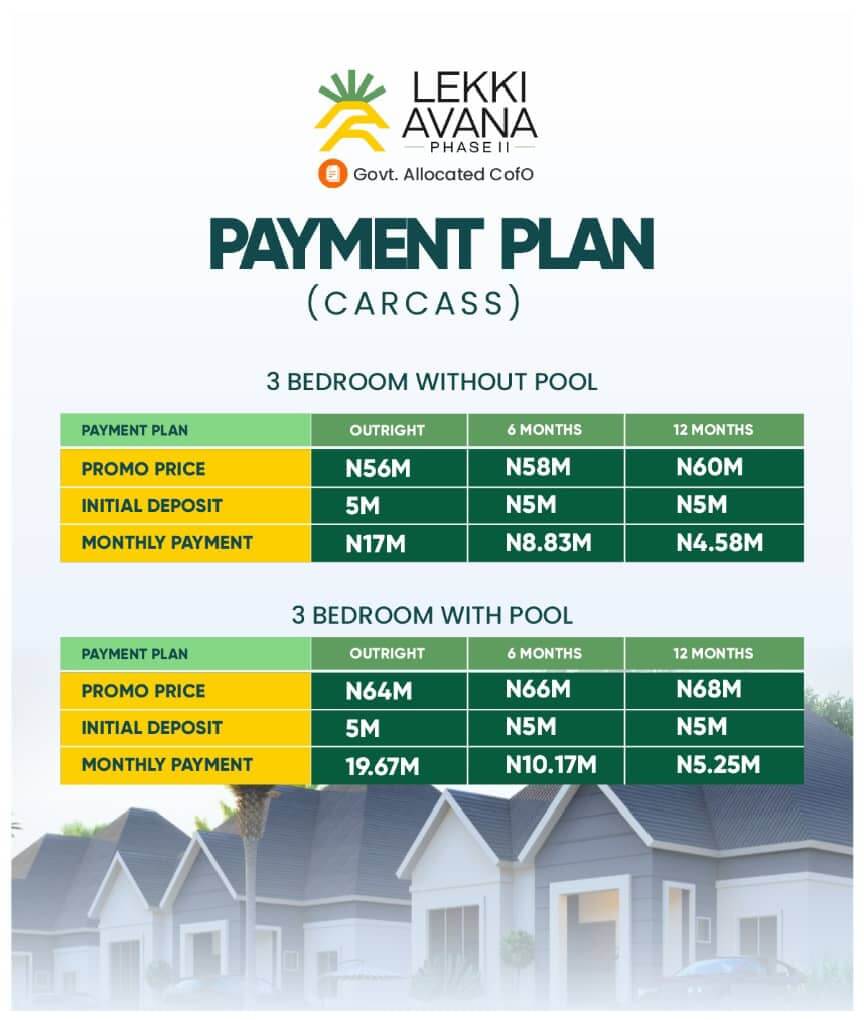 LEKKI
AVANA
PHASE II
Govt. Allocated CofO
PAYMENT PLAN
(CARCASS)
3 BEDROOM WITHOUT POOL
PAYMENT PLAN OUTRIGHT 6 MONTHS 12 MONTHS
PROMO PRICE N56M N58M N60M
INITIAL DEPOSIT 5M N5M N5M
MONTHLY PAYMENT N17M N8.83M N4.58M
3 BEDROOM WITH POOL
PAYMENT PLAN OUTRIGHT 6 MONTHS 12 MONTHS
PROMO PRICE N64M N66M N68M
INITIAL DEPOSIT 5M N5M N5M
MONTHLY PAYMENT 19.67M N10.17M N5.25M